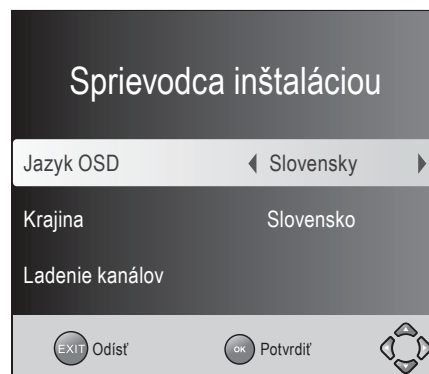 Sprievodca inštaláciou
Jazyk OSD Slovensky
Krajina Slovensko
Ladenie kanálov
EXIT Odísť OK Potvrdiť